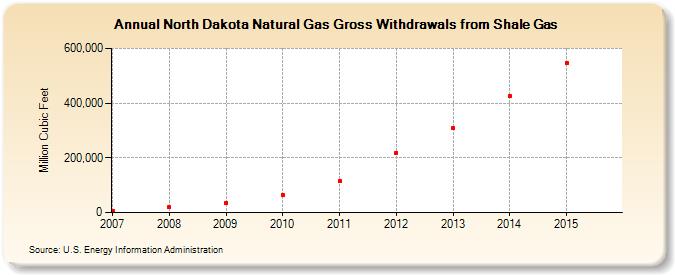 Annual North Dakota Natural Gas Gross Withdrawals from Shale Gas
Million Cubic Feet
600,000
400,000
200,000
0
2007 2008 2009 2010 2011 2012 2013 2014 2015
Source: U.S. Energy Information Administration